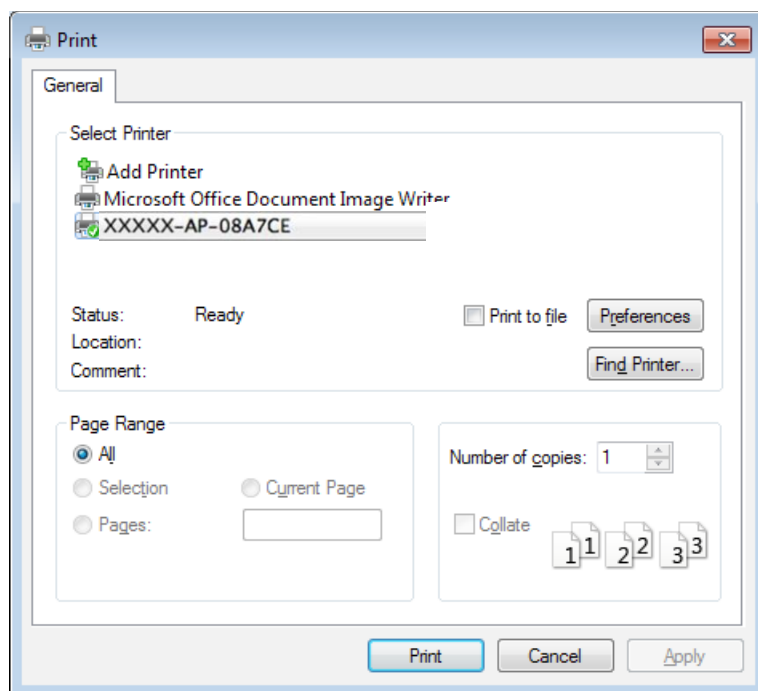 Print
General
Select Printer
Add Printer
Microsoft Office Document Image Writer
XXXXX-AP-08A7CE
Status: Ready
Location:
Comment:
Print to file
Preferences
Find Printer...
Page Range
All
Selection
Current Page
Pages:
Number of copies: 1
Collate
1 1 2 2 3 3
Print
Cancel
Apply